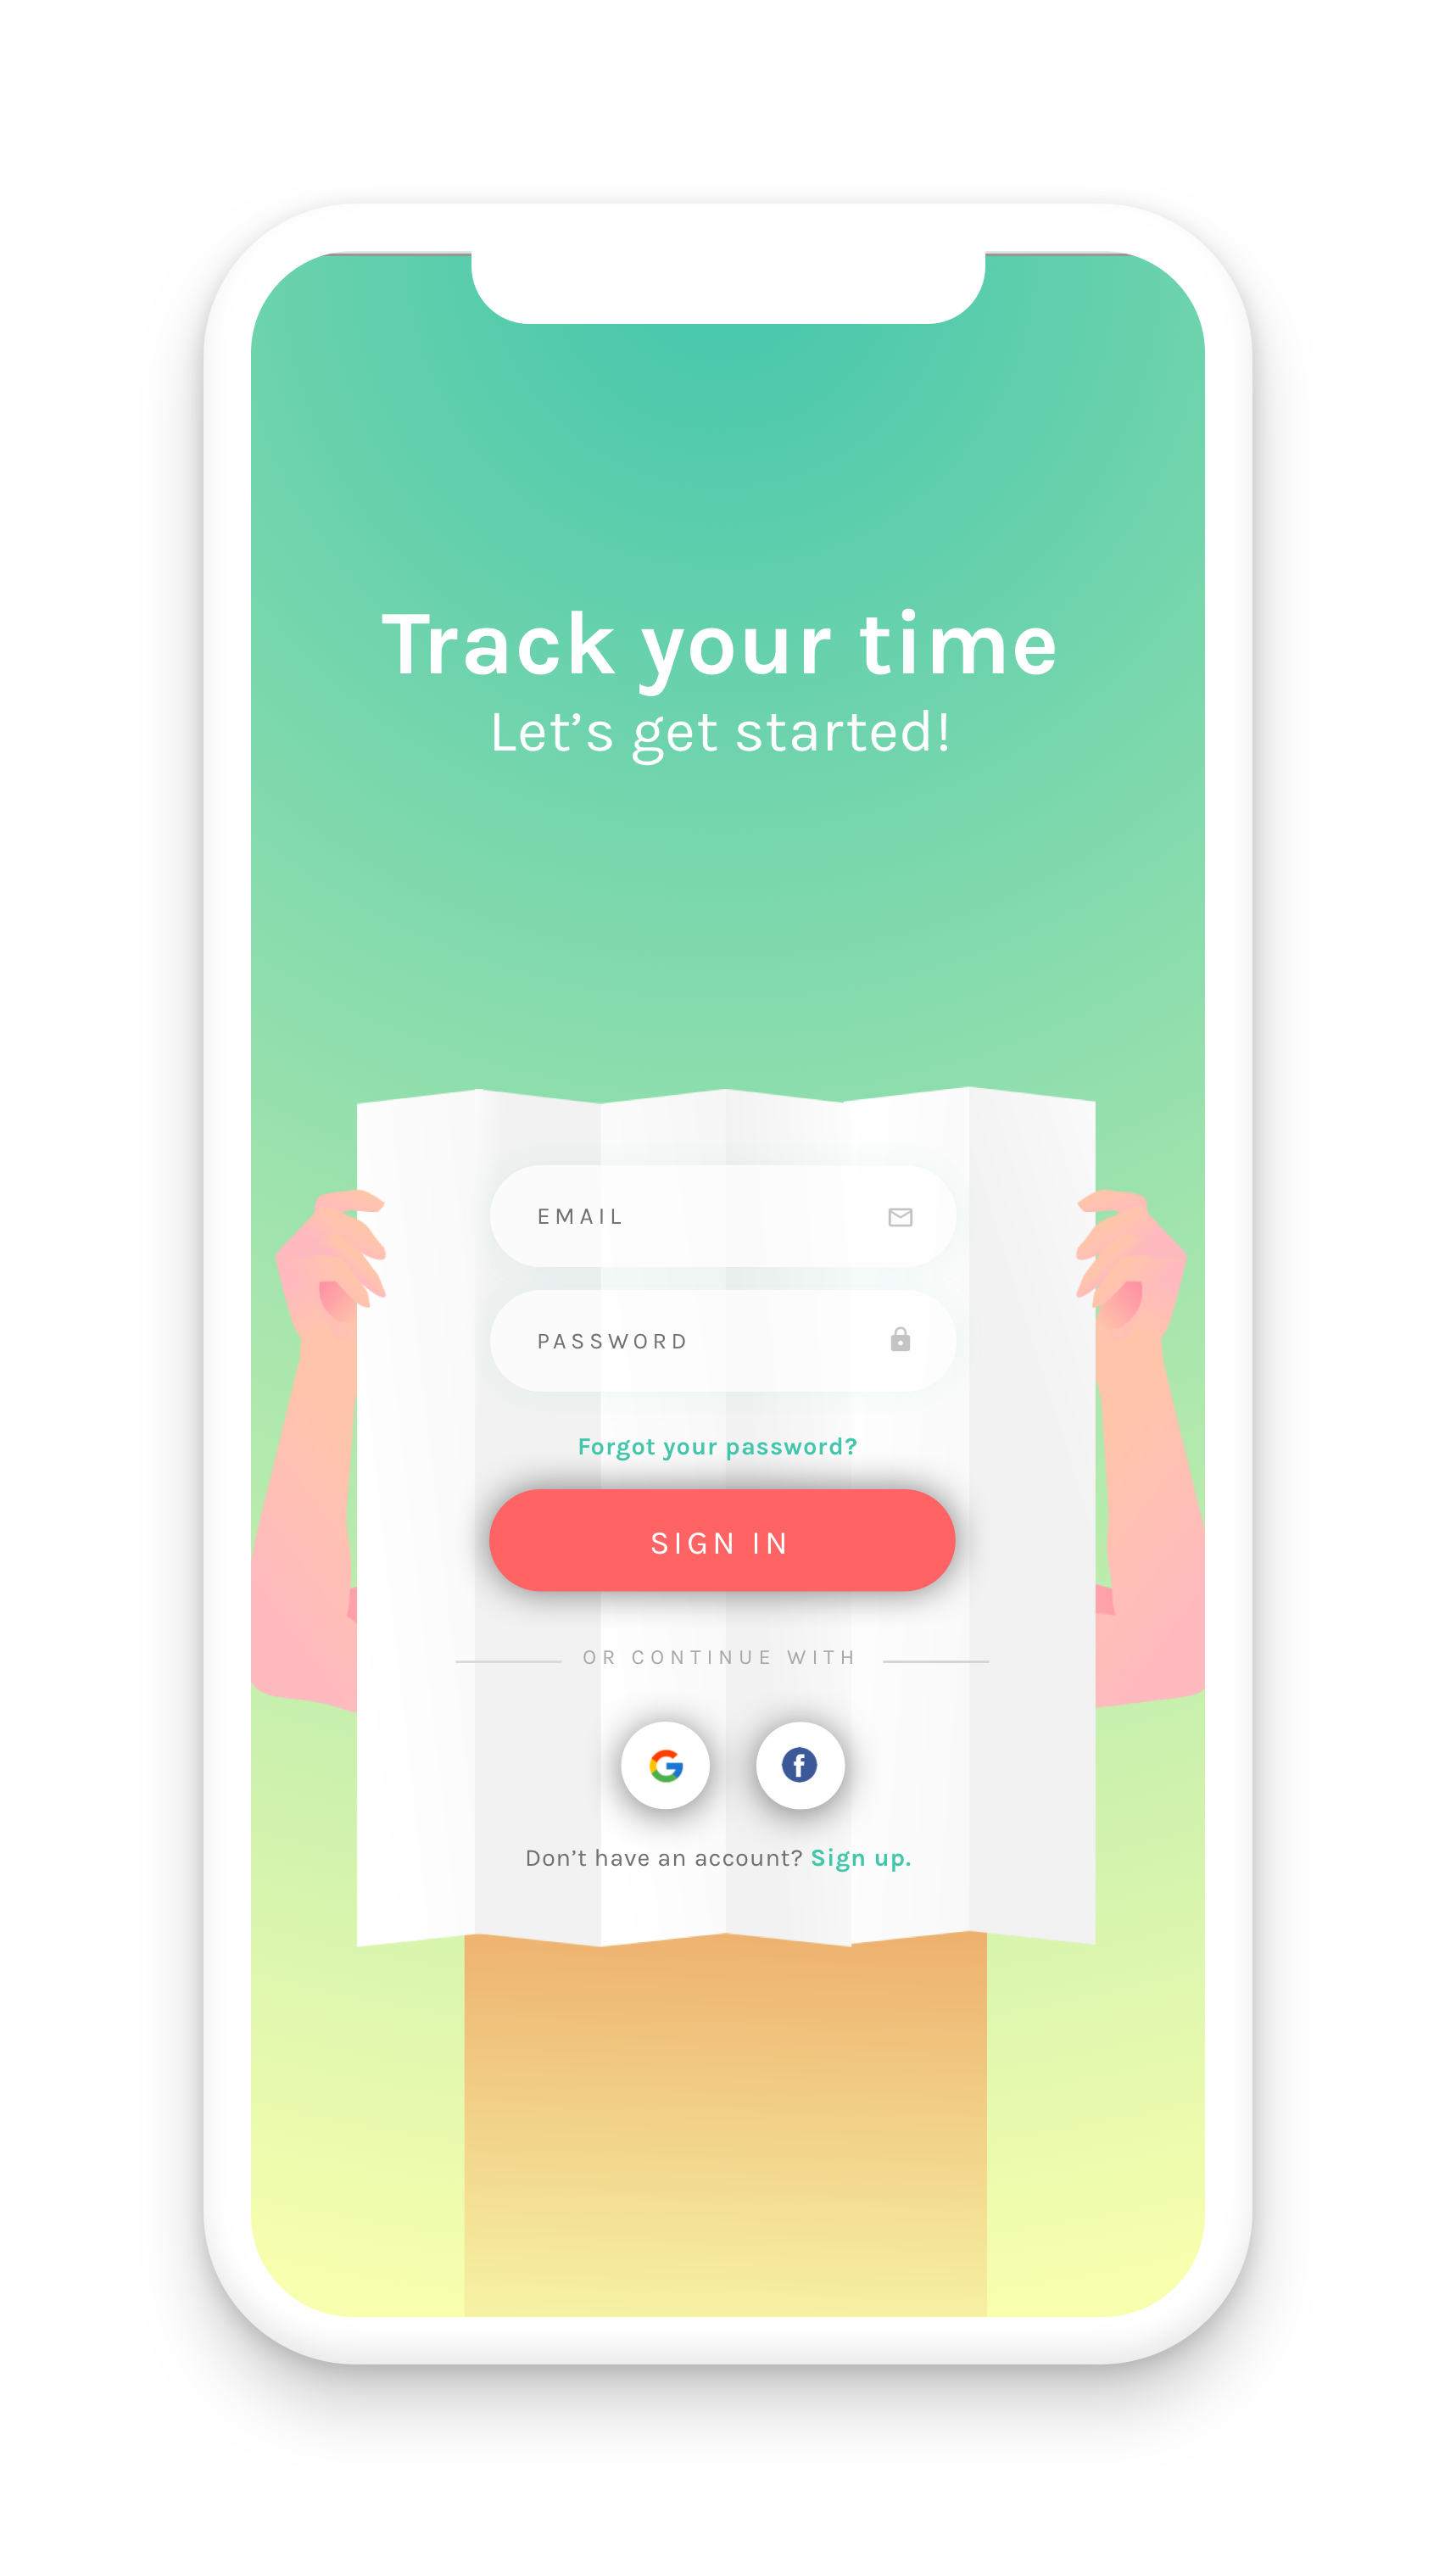 Track your time
Let’s get started!
EMAIL
PASSWORD
Forgot your password?
SIGN IN
OR CONTINUE WITH
Don’t have an account? Sign up.